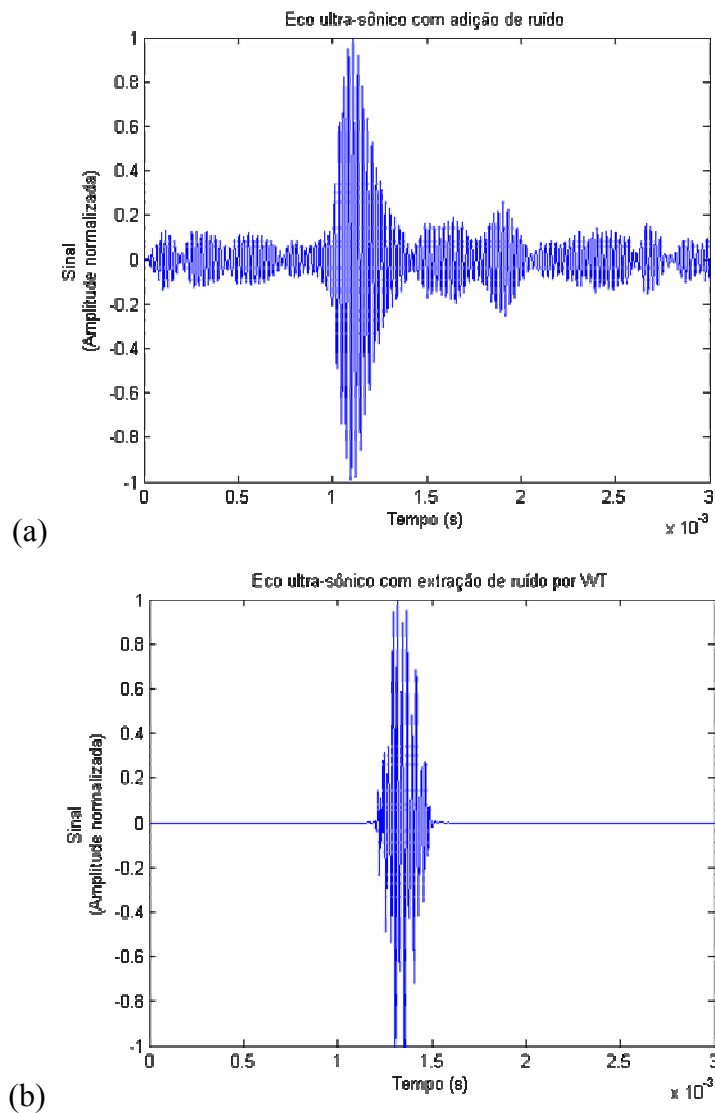 Eco ultra-sônico com adição de ruído
1
0.8
0.6
0.4
0.2
0
-0.2
-0.4
-0.6
-0.8
-1
Sinal
(Amplitude normalizada)
0 0.5 1 1.5 2 2.5 3
Tempo (s)
x 10⁻³
(a)
Eco ultra-sônico com extração de ruído por WT
1
0.8
0.6
0.4
0.2
0
-0.2
-0.4
-0.6
-0.8
-1
Sinal
(Amplitude normalizada)
0 0.5 1 1.5 2 2.5 3
Tempo (s)
x 10⁻³
(b)